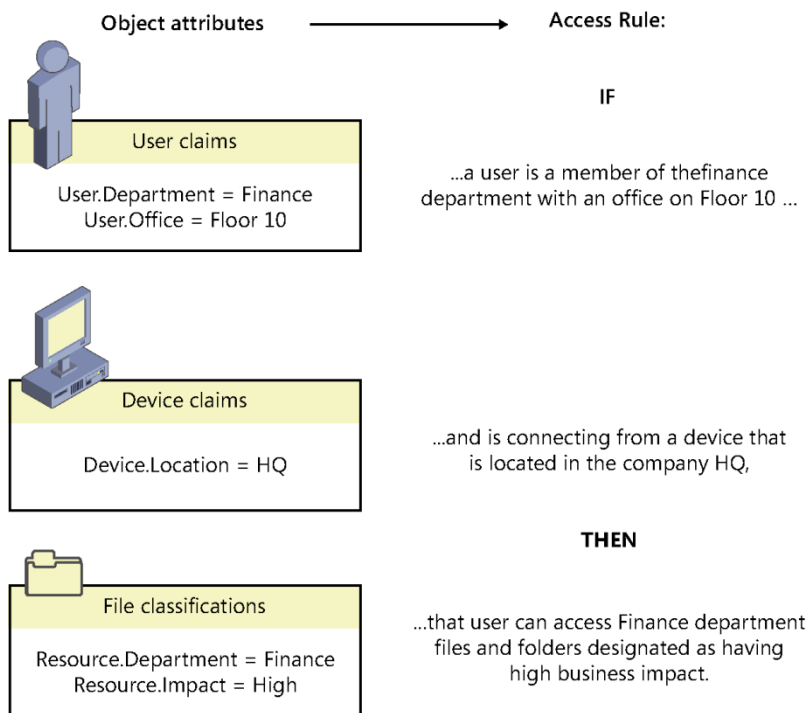 Object attributes
Access Rule:
IF
User claims
User.Department = Finance
User.Office = Floor 10
...a user is a member of thefinance
department with an office on Floor 10 ...
Device claims
Device.Location = HQ
...and is connecting from a device that
is located in the company HQ,
THEN
File classifications
Resource.Department = Finance
Resource.Impact = High
...that user can access Finance department
files and folders designated as having
high business impact.